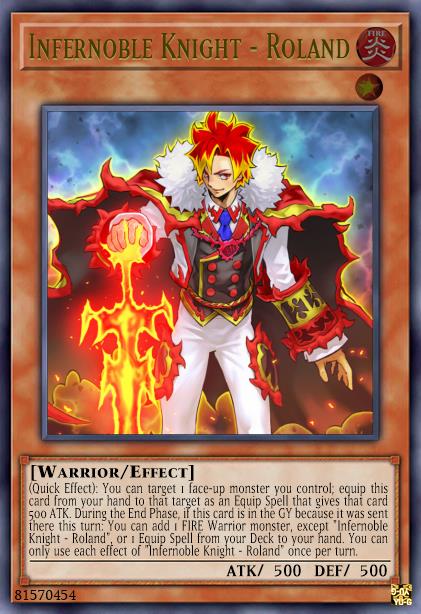 INFERNOBLE KNIGHT - ROLAND
FIRE
炎
[WARRIOR/EFFECT]
(Quick Effect): You can target 1 face-up monster you control; equip this
card from your hand to that target as an Equip Spell that gives that card
500 ATK. During the End Phase, if this card is in the GY because it was sent
there this turn: You can add 1 FIRE Warrior monster, except "Infernoble
Knight - Roland", or 1 Equip Spell from your Deck to your hand. You can
only use each effect of "Infernoble Knight - Roland" once per turn.
ATK/ 500 DEF/ 500
81570454